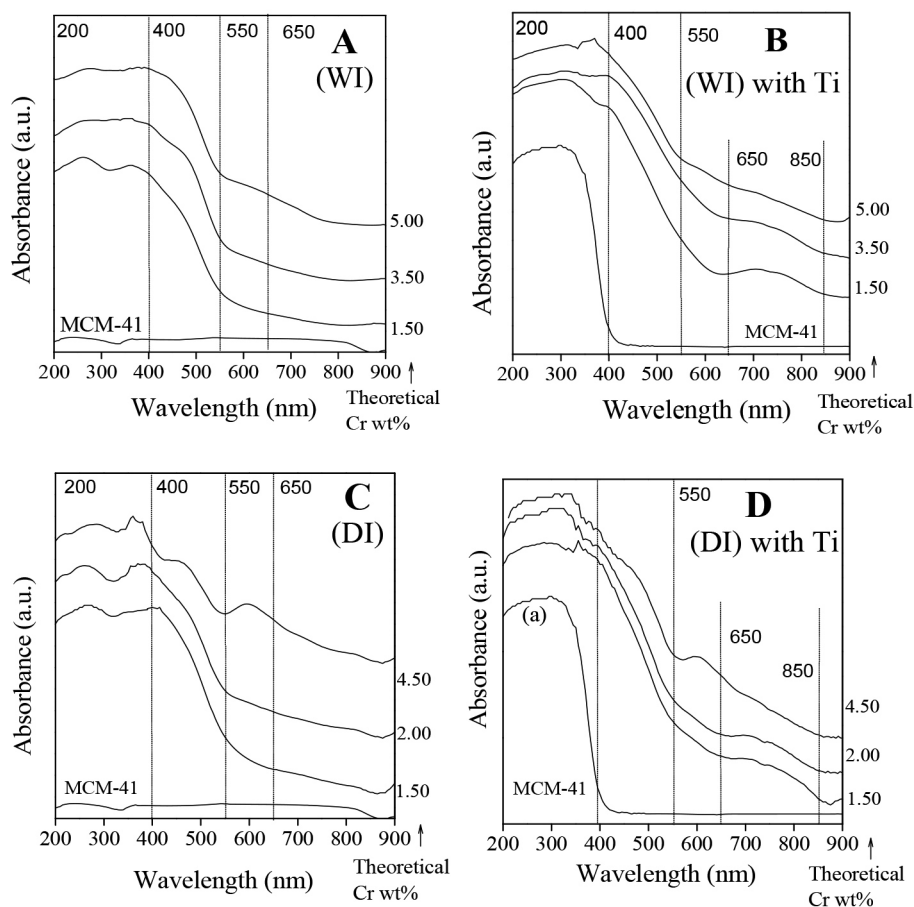 200 400 550 650 A
(WI)
Absorbance (a.u.)
5.00
3.50
MCM-41
1.50
200 300 400 500 600 700 800 900
Wavelength (nm)
Theoretical
Cr wt%
200 400 550 B
(WI) with Ti
650 850
Absorbance (a.u)
5.00
3.50
1.50
MCM-41
200 300 400 500 600 700 800 900
Wavelength (nm)
Theoretical
Cr wt%
200 400 550 650 C
(DI)
Absorbance (a.u.)
4.50
2.00
MCM-41
1.50
200 300 400 500 600 700 800 900
Wavelength (nm)
Theoretical
Cr wt%
550 D
(DI) with Ti
(a)
650
850
Absorbance (a.u.)
4.50
2.00
MCM-41
1.50
200 300 400 500 600 700 800 900
Wavelength (nm)
Theoretical
Cr wt%